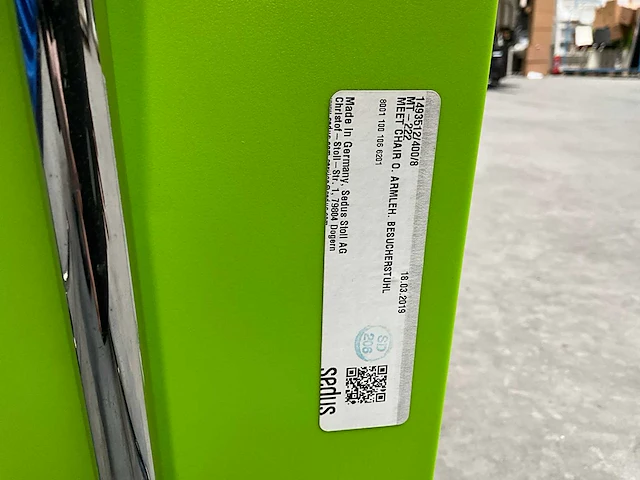 1493512/400/8
MT-222
MEET CHAIR O. ARMLEH. BESUCHERSTUHL
18.03.2019
8001 100 106 6201
Made in Germany, Sedus Stoll AG
Christof-Stoll-Str. 1, 79804 Dogern
SD
206
sedus